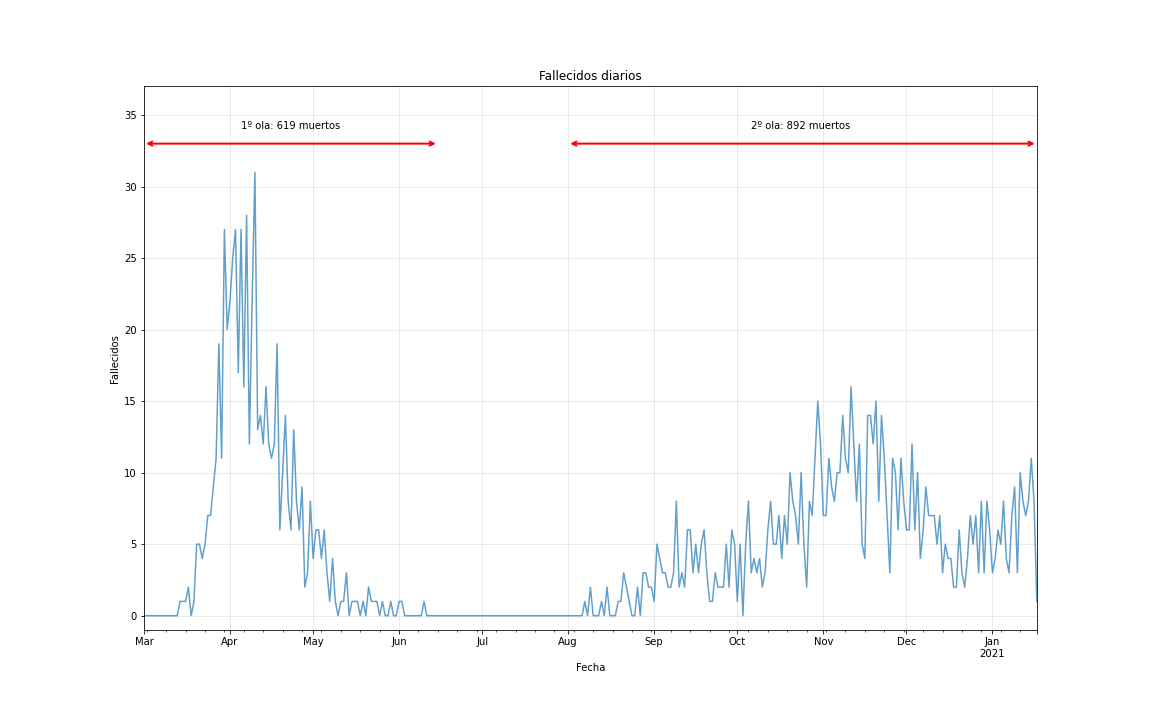 Fallecidos diarios
35
1º ola: 619 muertos
2º ola: 892 muertos
30
25
20
15
10
5
0
Fallecidos
Mar Apr May Jun Jul Aug Sep Oct Nov Dec Jan
2021
Fecha